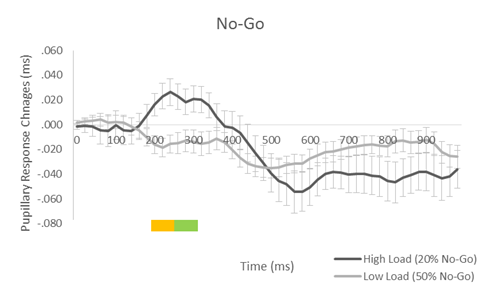 No-Go
Pupillary Response Chnages (ms)
.060
.040
.020
.000
-.020
-.040
-.060
-.080
0 100 200 300 400 500 600 700 800 900
Time (ms)
High Load (20% No-Go)
Low Load (50% No-Go)